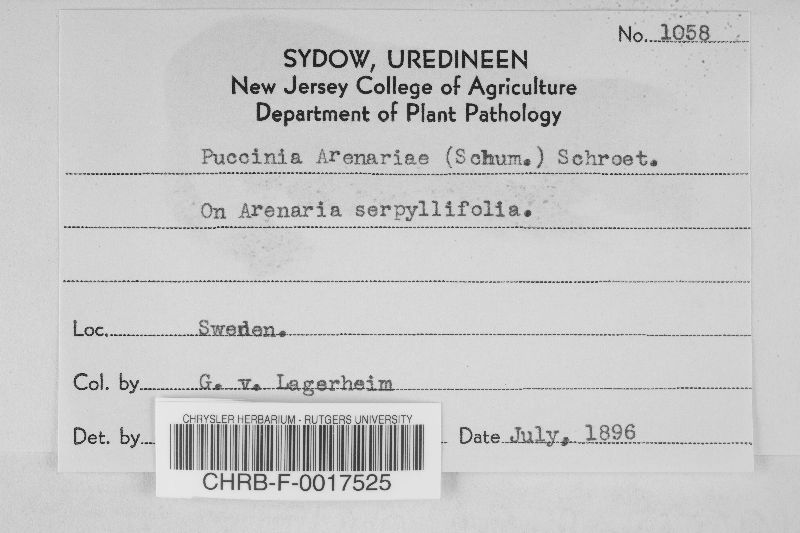 No. 1058
SYDOW, UREDINEEN
New Jersey College of Agriculture
Department of Plant Pathology
Puccinia Arenariae (Schum.) Schroet.
On Arenaria serpyllifolia.
Loc. Sweden.
Col. by G. v. Lagerheim
Det. by Date July, 1896
CHRYSLER HERBARIUM - RUTGERS UNIVERSITY
CHRB-F-0017525